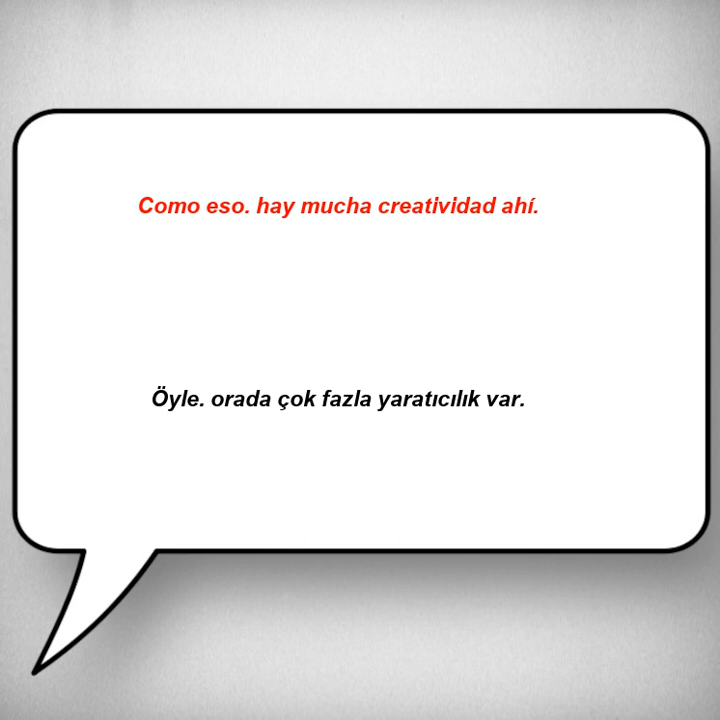 Como eso. hay mucha creatividad ahí.
Öyle. orada çok fazla yaratıcılık var.